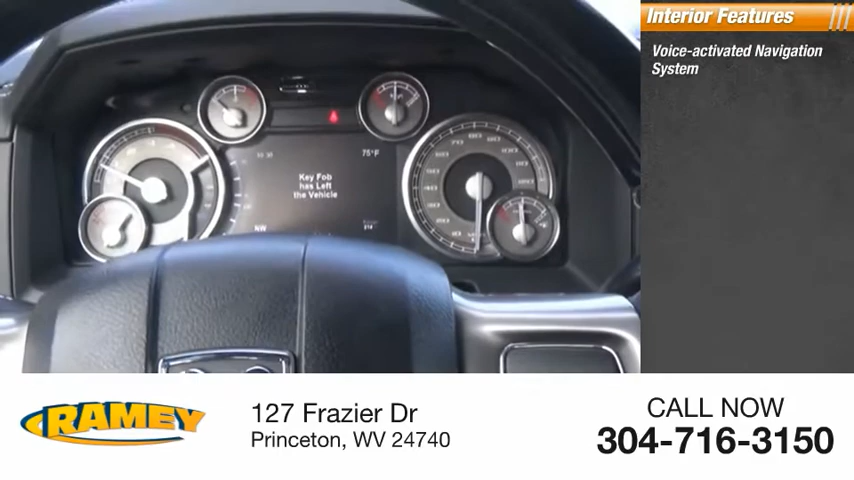 Interior Features
Voice-activated Navigation
System
75°F
Key Fob
has Left
the Vehicle
NW
RAMEY
127 Frazier Dr
Princeton, WV 24740
CALL NOW
304-716-3150